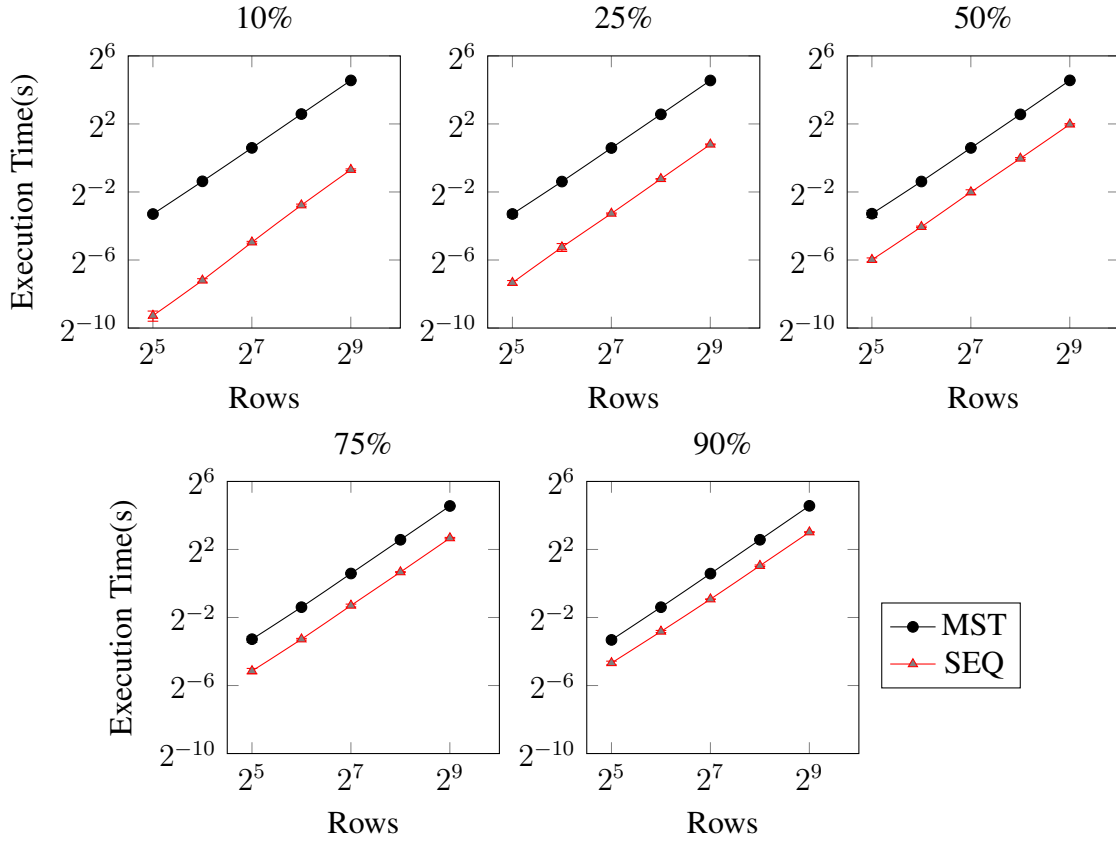 10% 25% 50%
Execution Time(s)
2^6 2^6 2^6
2^2 2^2 2^2
2^−2 2^−2 2^−2
2^−6 2^−6 2^−6
2^−10 2^−10 2^−10
2^5 2^7 2^9 2^5 2^7 2^9 2^5 2^7 2^9
Rows Rows Rows
75% 90%
Execution Time(s)
2^6 2^6
2^2 2^2
2^−2 2^−2
2^−6 2^−6
2^−10 2^−10
2^5 2^7 2^9 2^5 2^7 2^9
Rows Rows
MST
SEQ